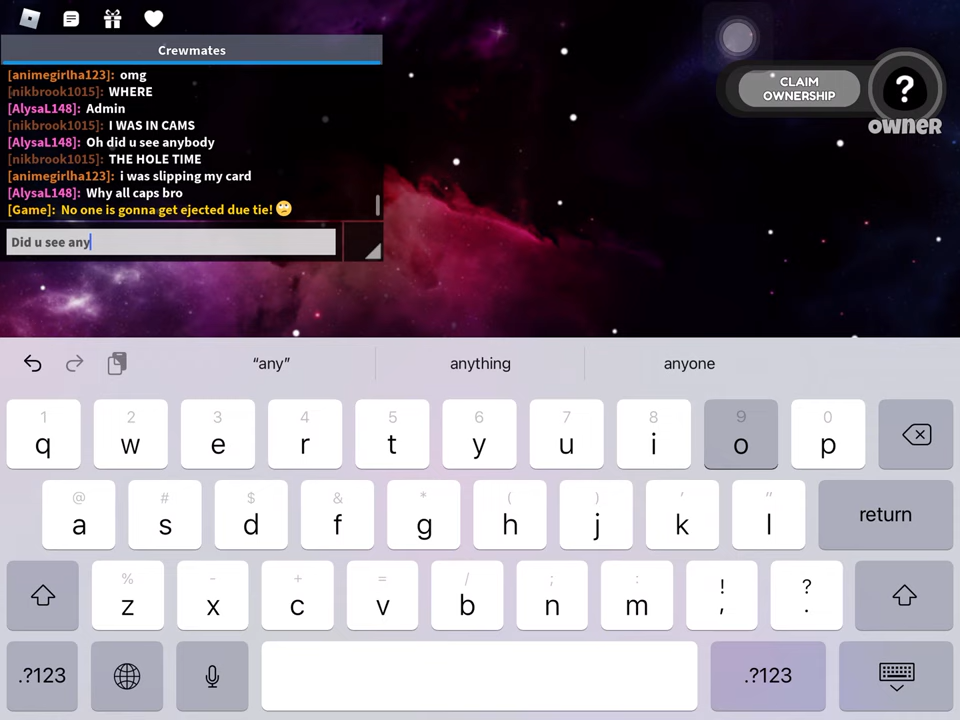 Crewmates
[animegirlha123]: omg
[nikbrook1015]: WHERE
[AlysaL148]: Admin
[nikbrook1015]: I WAS IN CAMS
[AlysaL148]: Oh did u see anybody
[nikbrook1015]: THE HOLE TIME
[animegirlha123]: i was slipping my card
[AlysaL148]: Why all caps bro
[Game]: No one is gonna get ejected due tie! 🙄
Did u see any
CLAIM
OWNERSHIP
?
OWNER
“any” anything anyone
1 2 3 4 5 6 7 8 9 0
q w e r t y u i o p
@ # $ & * ( ) ' "
a s d f g h j k l return
% - + = / ; : ! ?
z x c v b n m , .
.?123 .?123